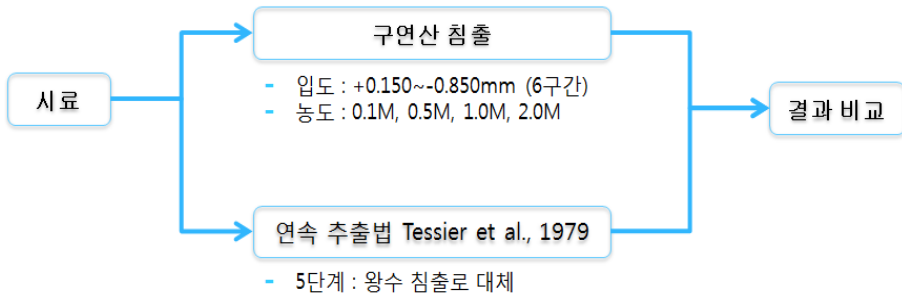 시료
구연산 침출
- 입도 : +0.150~-0.850mm (6구간)
- 농도 : 0.1M, 0.5M, 1.0M, 2.0M
연속 추출법 Tessier et al., 1979
- 5단계 : 왕수 침출로 대체
결과 비교